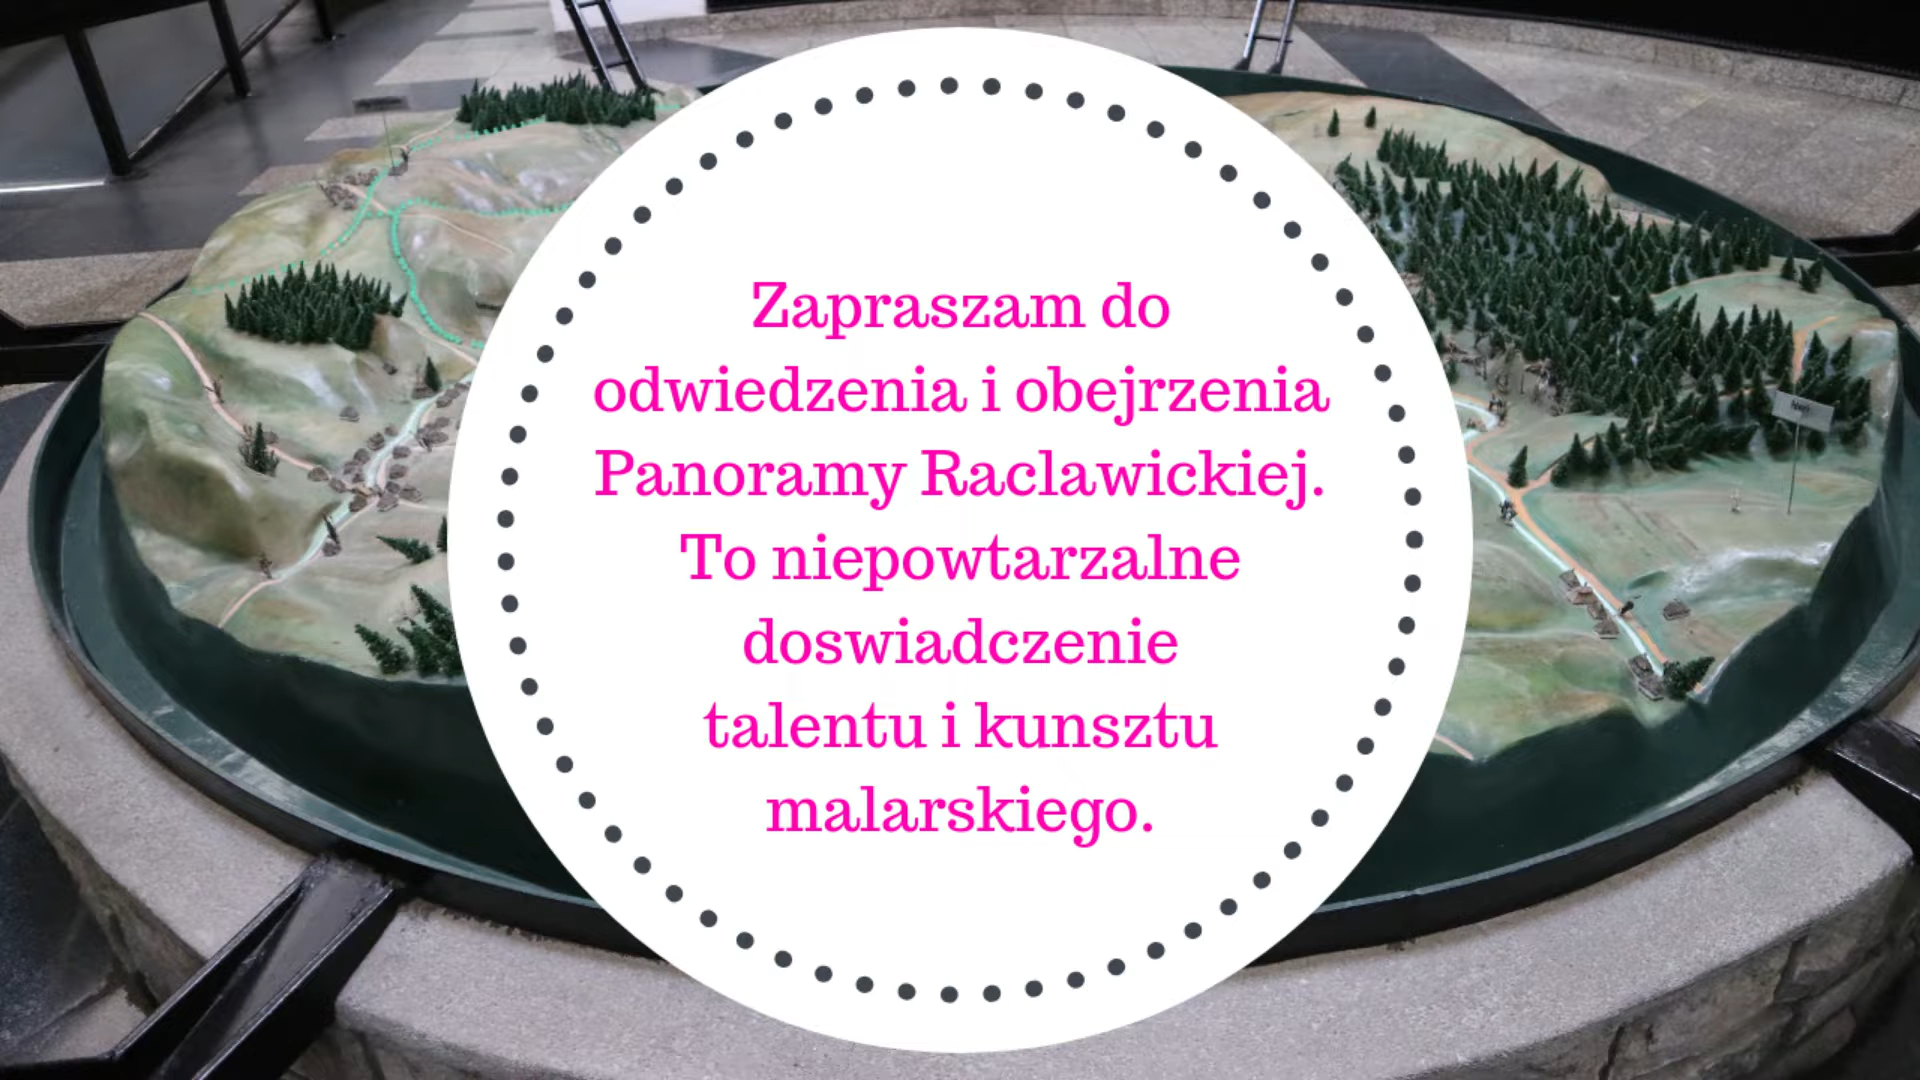 Zapraszam do
odwiedzenia i obejrzenia
Panoramy Raclawickiej.
To niepowtarzalne
doswiadczenie
talentu i kunsztu
malarskiego.